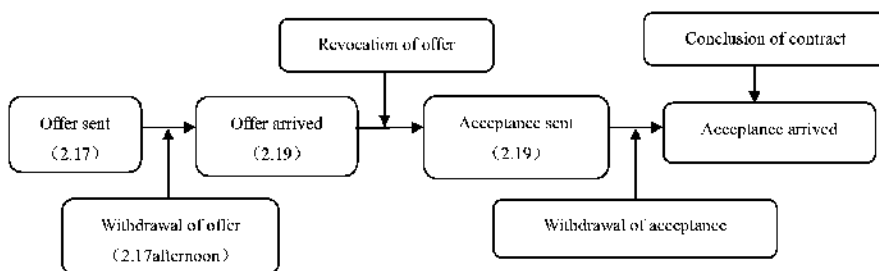 Revocation of offer
Conclusion of contract
Offer sent
（2.17）
Offer arrived
（2.19）
Acceptance sent
（2.19）
Acceptance arrived
Withdrawal of offer
（2.17afternoon）
Withdrawal of acceptance